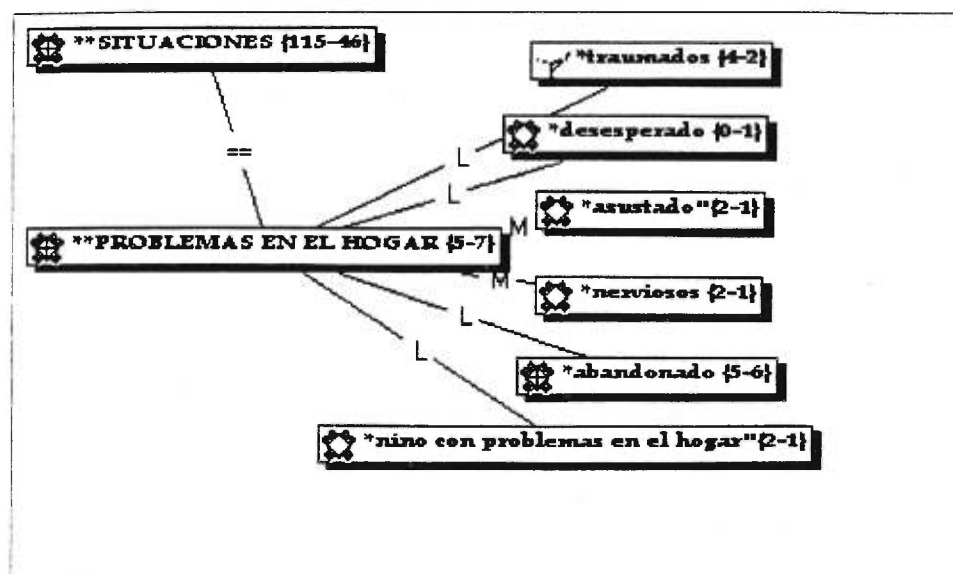 **SITUACIONES {115-46}
*traumados {4-2}
*desesperado {0-1}
==
L
L
*asustado"{2-1}
M
**PROBLEMAS EN EL HOGAR {5-7}
M
*nerviosos {2-1}
L
L
*abandonado {5-6}
*nino con problemas en el hogar"{2-1}